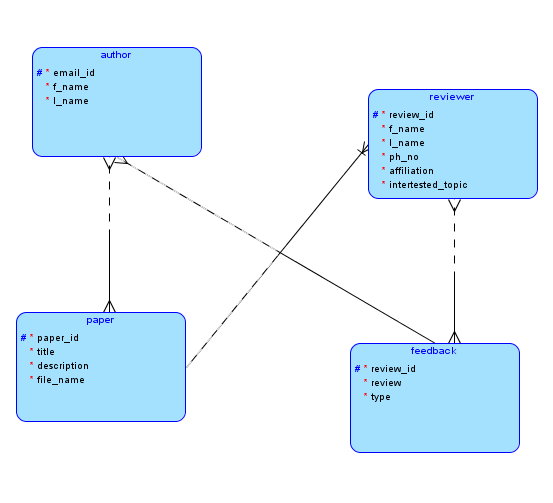 author
# * email_id
* f_name
* l_name
reviewer
# * review_id
* f_name
* l_name
* ph_no
* affiliation
* intertested_topic
paper
# * paper_id
* title
* description
* file_name
feedback
# * review_id
* review
* type